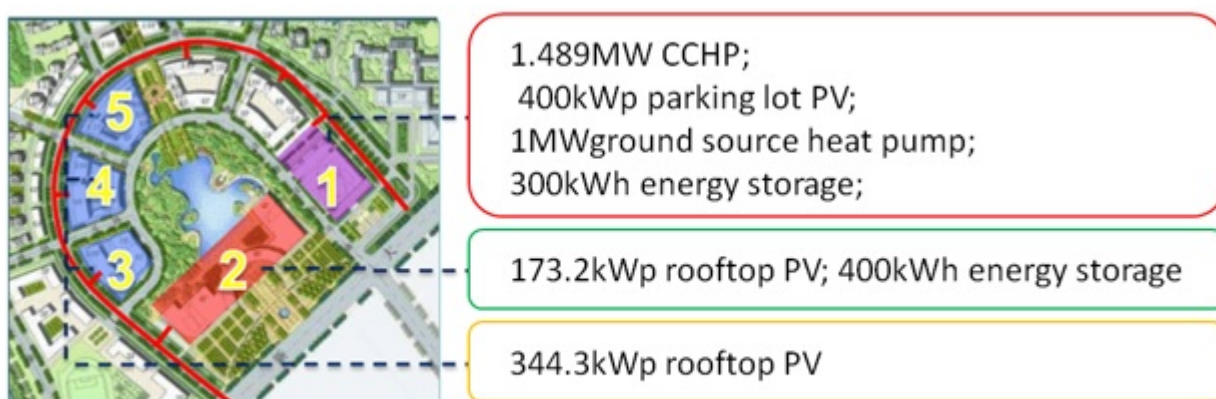 1.489MW CCHP;
400kWp parking lot PV;
1MWground source heat pump;
300kWh energy storage;
5
4
1
3
2
173.2kWp rooftop PV; 400kWh energy storage
344.3kWp rooftop PV